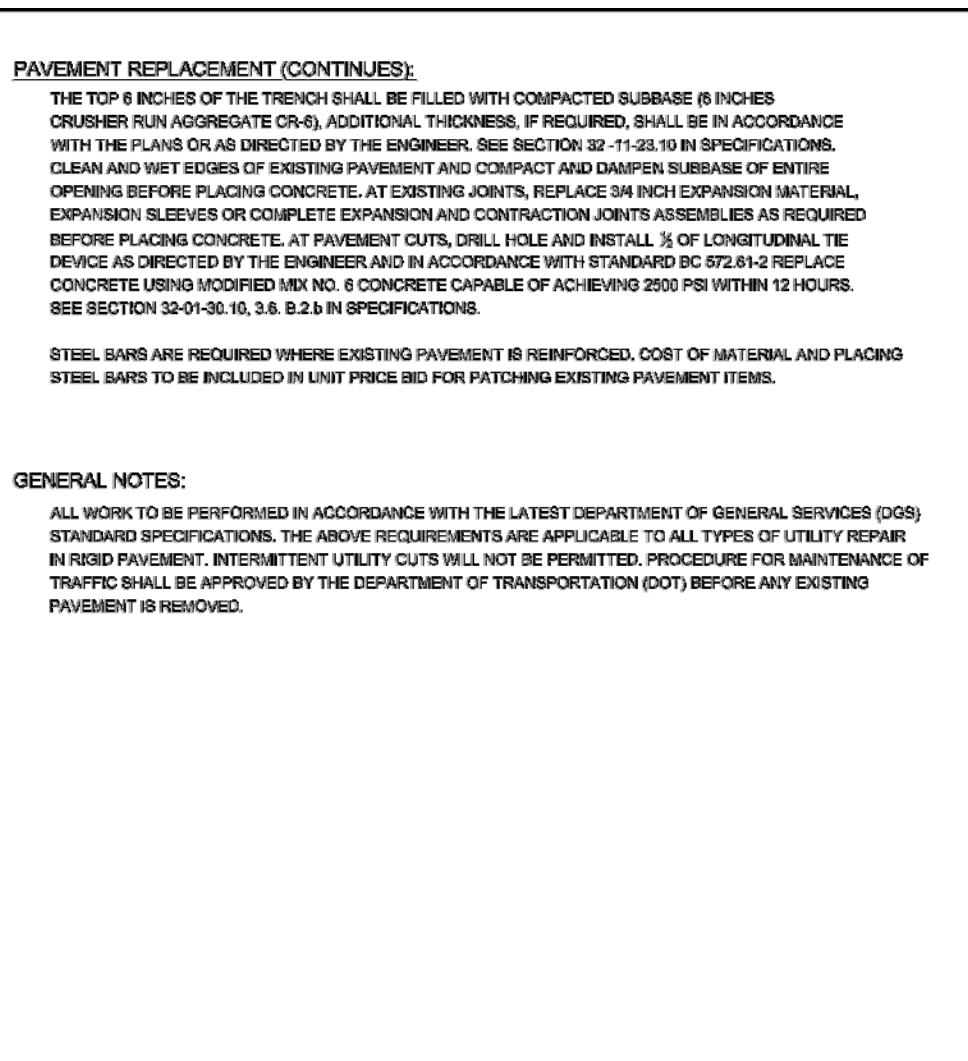 PAVEMENT REPLACEMENT (CONTINUES):
THE TOP 6 INCHES OF THE TRENCH SHALL BE FILLED WITH COMPACTED SUBBASE (6 INCHES
CRUSHER RUN AGGREGATE CR-6), ADDITIONAL THICKNESS, IF REQUIRED, SHALL BE IN ACCORDANCE
WITH THE PLANS OR AS DIRECTED BY THE ENGINEER. SEE SECTION 32 -11-23.10 IN SPECIFICATIONS.
CLEAN AND WET EDGES OF EXISTING PAVEMENT AND COMPACT AND DAMPEN SUBBASE OF ENTIRE
OPENING BEFORE PLACING CONCRETE. AT EXISTING JOINTS, REPLACE 3/4 INCH EXPANSION MATERIAL,
EXPANSION SLEEVES OR COMPLETE EXPANSION AND CONTRACTION JOINTS ASSEMBLIES AS REQUIRED
BEFORE PLACING CONCRETE. AT PAVEMENT CUTS, DRILL HOLE AND INSTALL OF LONGITUDINAL TIE
DEVICE AS DIRECTED BY THE ENGINEER AND IN ACCORDANCE WITH STANDARD BC 572.61-2 REPLACE
CONCRETE USING MODIFIED MIX NO. 6 CONCRETE CAPABLE OF ACHIEVING 2500 PSI WITHIN 12 HOURS.
SEE SECTION 32-01-30.10, 3.6. B.2.b IN SPECIFICATIONS.
STEEL BARS ARE REQUIRED WHERE EXISTING PAVEMENT IS REINFORCED. COST OF MATERIAL AND PLACING
STEEL BARS TO BE INCLUDED IN UNIT PRICE BID FOR PATCHING EXISTING PAVEMENT ITEMS.
GENERAL NOTES:
ALL WORK TO BE PERFORMED IN ACCORDANCE WITH THE LATEST DEPARTMENT OF GENERAL SERVICES (DGS)
STANDARD SPECIFICATIONS. THE ABOVE REQUIREMENTS ARE APPLICABLE TO ALL TYPES OF UTILITY REPAIR
IN RIGID PAVEMENT. INTERMITTENT UTILITY CUTS WILL NOT BE PERMITTED. PROCEDURE FOR MAINTENANCE OF
TRAFFIC SHALL BE APPROVED BY THE DEPARTMENT OF TRANSPORTATION (DOT) BEFORE ANY EXISTING
PAVEMENT IS REMOVED.